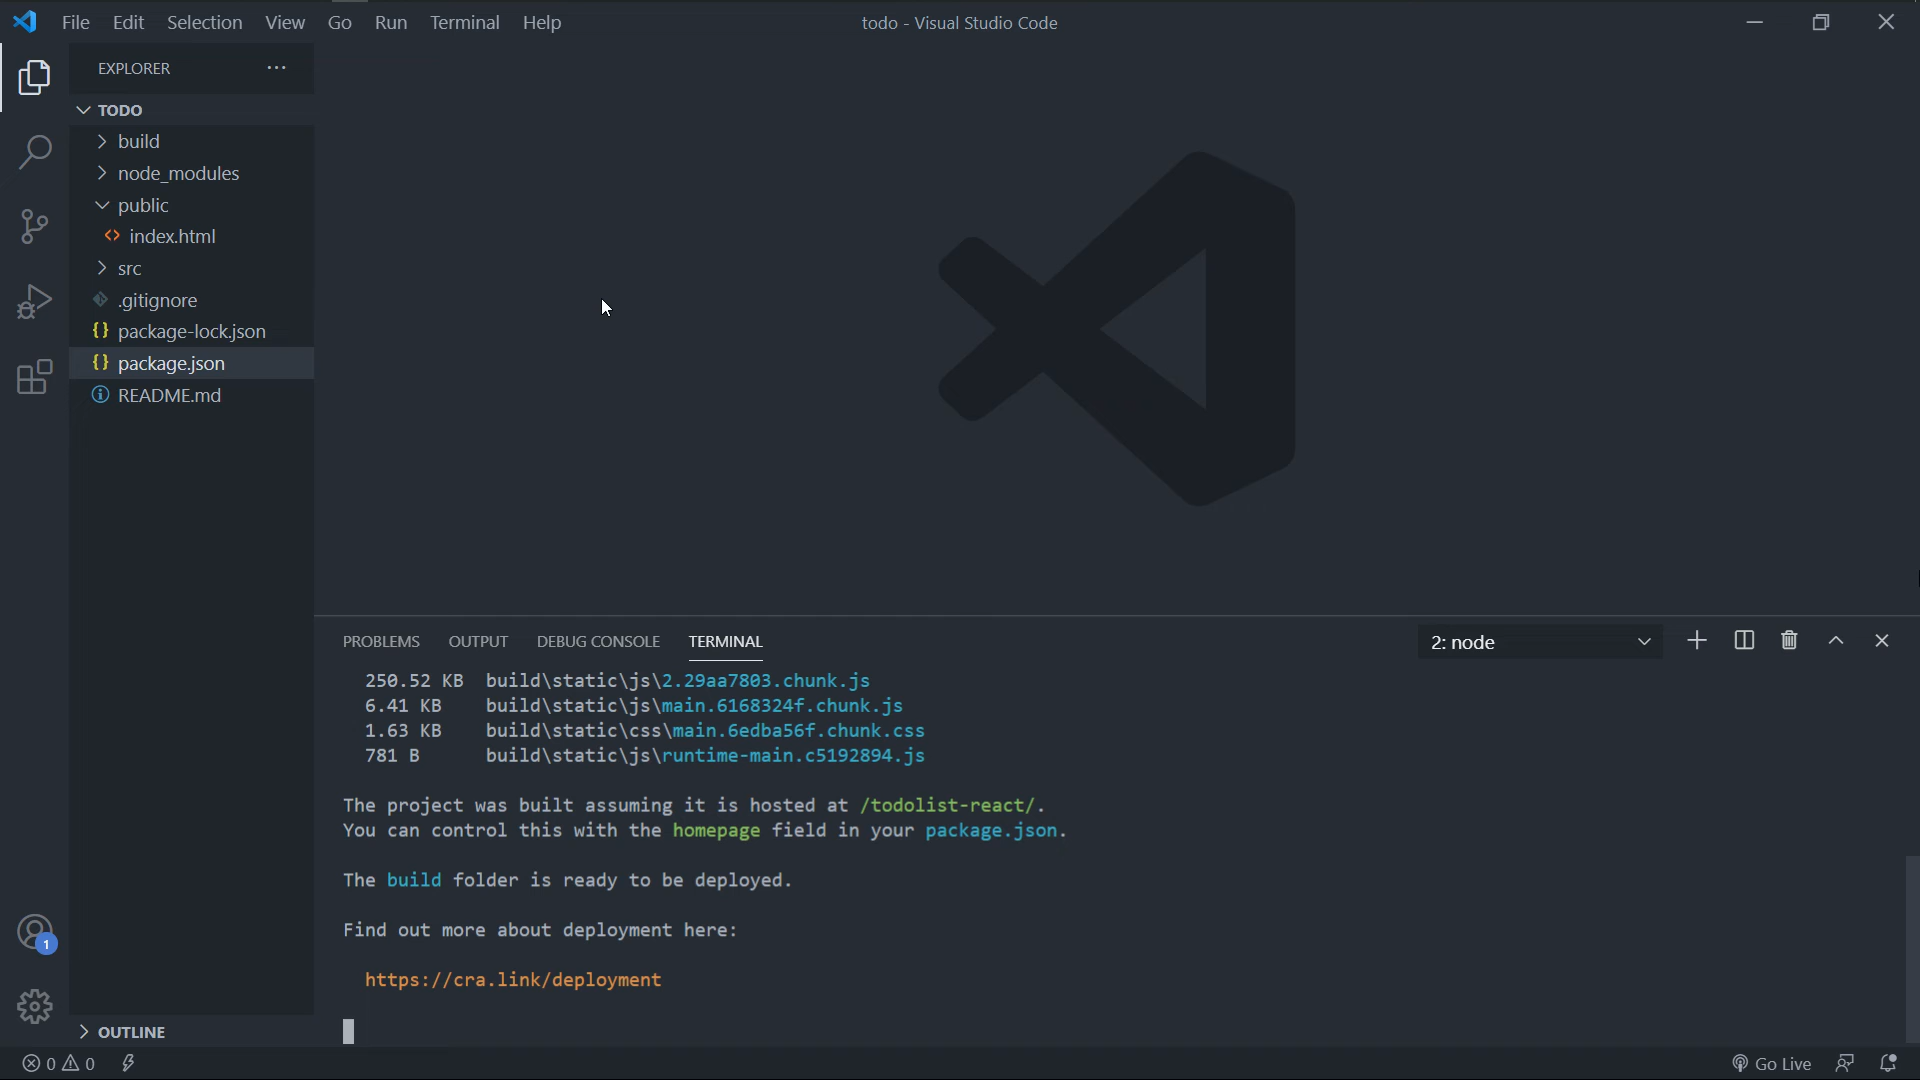 File Edit Selection View Go Run Terminal Help
todo - Visual Studio Code
EXPLORER
TODO
build
node_modules
public
index.html
src
.gitignore
package-lock.json
package.json
README.md
OUTLINE
PROBLEMS OUTPUT DEBUG CONSOLE TERMINAL
2: node
250.52 KB build\static\js\2.29aa7803.chunk.js
6.41 KB build\static\js\main.6168324f.chunk.js
1.63 KB build\static\css\main.6edba56f.chunk.css
781 B build\static\js\runtime-main.c5192894.js
The project was built assuming it is hosted at /todolist-react/.
You can control this with the homepage field in your package.json.
The build folder is ready to be deployed.
Find out more about deployment here:
https://cra.link/deployment
1
0 0
Go Live